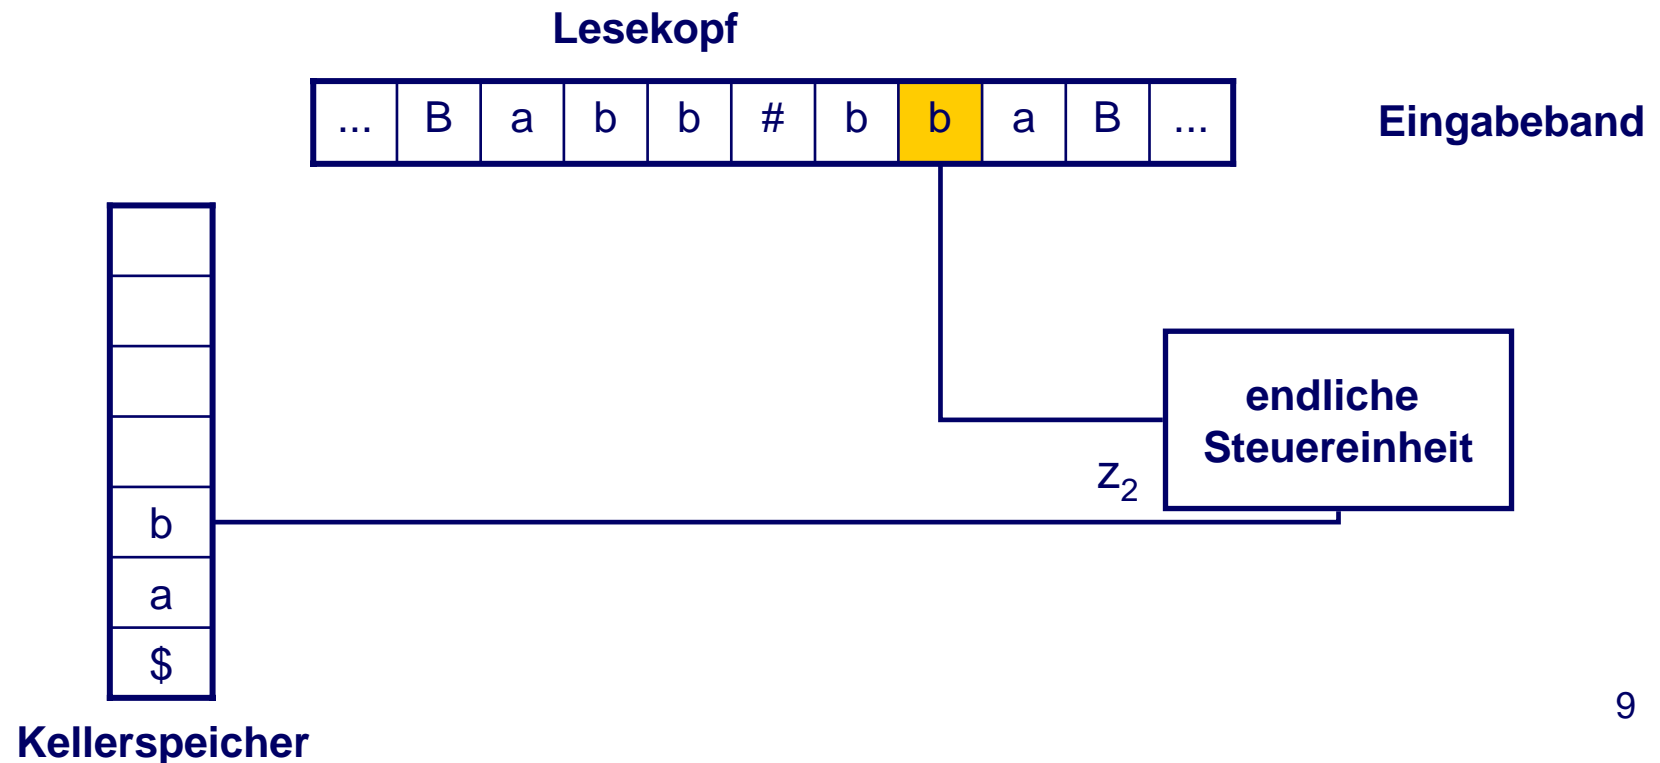 Lesekopf
... B a b b # b b a B ...
Eingabeband
endliche
Steuereinheit
z₂
b
a
$
9
Kellerspeicher